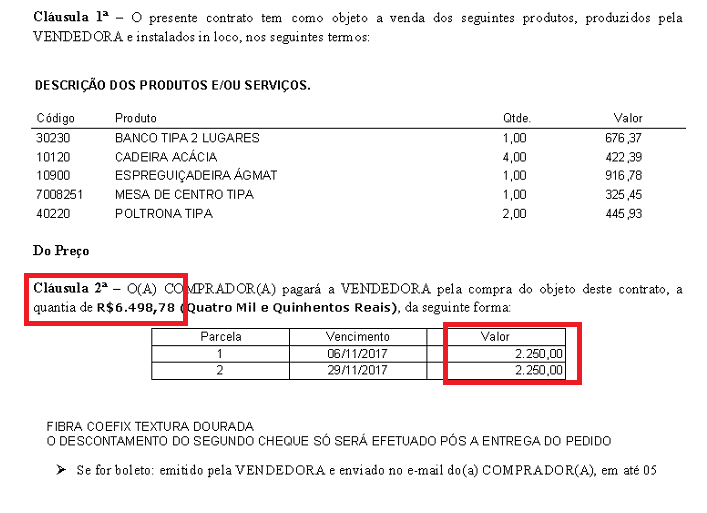 Cláusula 1ª – O presente contrato tem como objeto a venda dos seguintes produtos, produzidos pela
VENDEDORA e instalados in loco, nos seguintes termos:
DESCRIÇÃO DOS PRODUTOS E/OU SERVIÇOS.
Código Produto Qtde. Valor
30230 BANCO TIPA 2 LUGARES 1,00 676,37
10120 CADEIRA ACÁCIA 4,00 422,39
10900 ESPREGUIÇADEIRA ÁGMAT 1,00 916,78
7008251 MESA DE CENTRO TIPA 1,00 325,45
40220 POLTRONA TIPA 2,00 445,93
Do Preço
Cláusula 2ª – O(A) COMPRADOR(A) pagará a VENDEDORA pela compra do objeto deste contrato, a
quantia de R$6.498,78 (Quatro Mil e Quinhentos Reais), da seguinte forma:
Parcela Vencimento Valor
1 06/11/2017 2.250,00
2 29/11/2017 2.250,00
FIBRA COEFIX TEXTURA DOURADA
O DESCONTAMENTO DO SEGUNDO CHEQUE SÓ SERÁ EFETUADO PÓS A ENTREGA DO PEDIDO
➤ Se for boleto: emitido pela VENDEDORA e enviado no e-mail do(a) COMPRADOR(A), em até 05